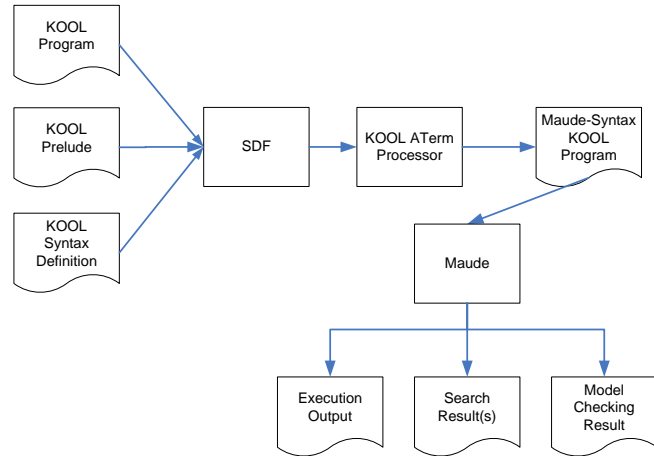 KOOL
Program
KOOL
Prelude
KOOL
Syntax
Definition
SDF
KOOL ATerm
Processor
Maude-Syntax
KOOL
Program
Maude
Execution
Output
Search
Result(s)
Model
Checking
Result